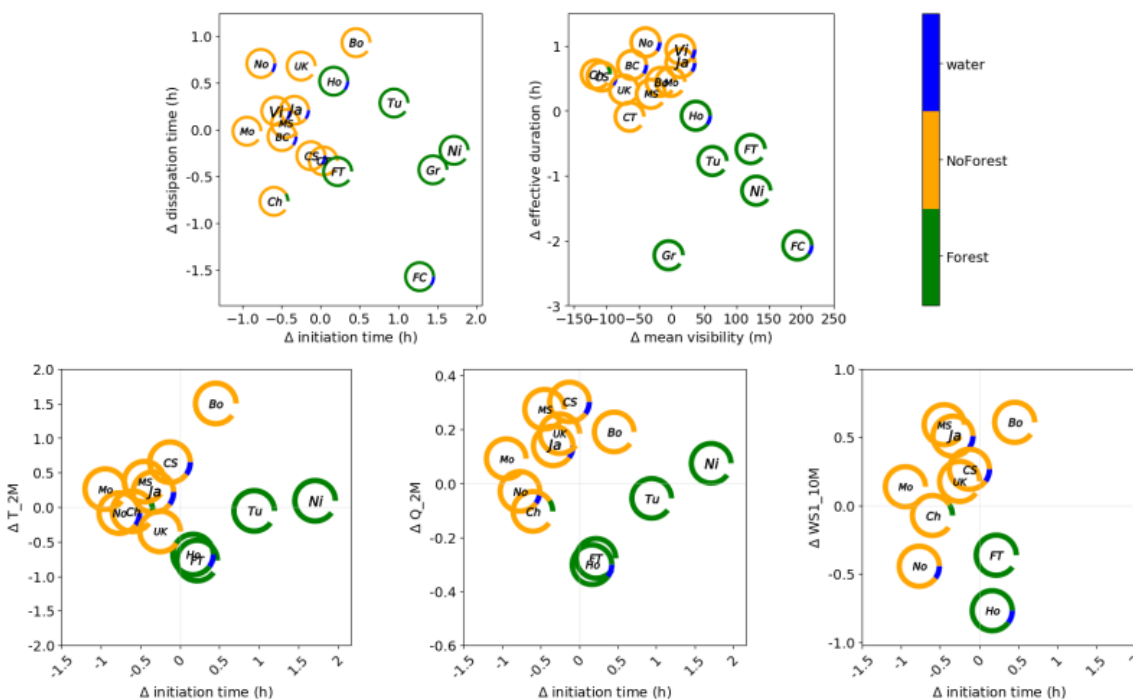 1.0
0.5
0.0
-0.5
-1.0
-1.5
Δ dissipation time (h)
Bo
No
UK
Ho
Tu
Vi
Ja
MS
Mo
BC
CS
FT
Ni
Gr
Ch
FC
−1.0 −0.5 0.0 0.5 1.0 1.5 2.0
Δ initiation time (h)
1
0
-1
-2
-3
Δ effective duration (h)
No
Vi
BC
Ja
Ch
CS
Bo
Mo
UK
MS
CT
Ho
FT
Tu
Ni
Gr
FC
−150 −100 −50 0 50 100 150 200 250
Δ mean visibility (m)
water
NoForest
Forest
2.0
1.5
1.0
0.5
0.0
-0.5
-1.0
-1.5
-2.0
Δ T_2M
Bo
CS
MS
Mo
Ja
Ni
No
Ch
Tu
UK
Ho
FT
-1.5 -1 -0.5 0 0.5 1 1.5 2
Δ initiation time (h)
0.4
0.2
0.0
-0.2
-0.4
-0.6
Δ Q_2M
CS
MS
UK
Bo
Ja
Mo
Ni
No
Tu
Ch
FT
Ho
-1.5 -1 -0.5 0 0.5 1 1.5 2
Δ initiation time (h)
1.0
0.5
0.0
-0.5
-1.0
Δ WS1_10M
MS
Bo
Ja
CS
UK
Mo
Ch
FT
No
Ho
-1.5 -1 -0.5 0 0.5 1 1.5 2
Δ initiation time (h)